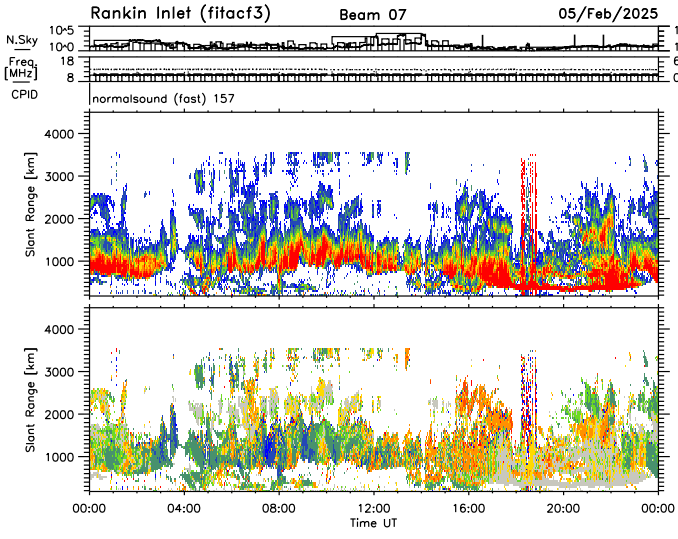 Rankin Inlet (fitacf3) Beam 07 05/Feb/2025
N.Sky 10^5 10^0 1 1
Freq. [MHz] 18 8 6 0
CPID normalsound (fast) 157
4000
3000
2000
1000
Slant Range [km]
4000
3000
2000
1000
Slant Range [km]
00:00 04:00 08:00 12:00 16:00 20:00 00:00
Time UT